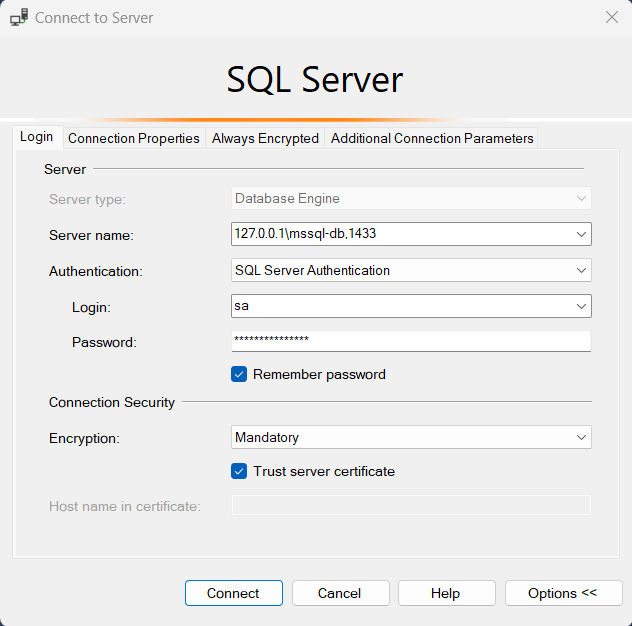 Connect to Server
SQL Server
Login Connection Properties Always Encrypted Additional Connection Parameters
Server
Server type: Database Engine
Server name: 127.0.0.1\mssql-db,1433
Authentication: SQL Server Authentication
Login: sa
Password: ***************
Remember password
Connection Security
Encryption: Mandatory
Trust server certificate
Host name in certificate:
Connect Cancel Help Options <<